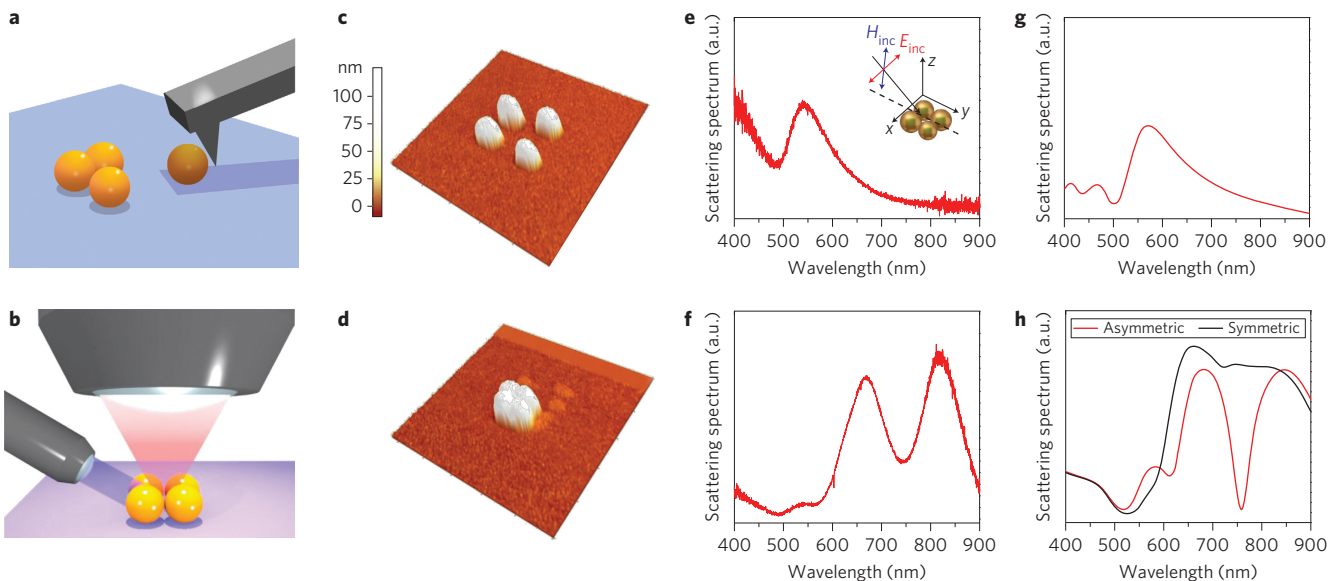 a
c
nm
100
75
50
25
0
e
Scattering spectrum (a.u.)
H inc
E inc
z
y
x
400 500 600 700 800 900
Wavelength (nm)
g
Scattering spectrum (a.u.)
400 500 600 700 800 900
Wavelength (nm)
b
d
f
Scattering spectrum (a.u.)
400 500 600 700 800 900
Wavelength (nm)
h
Asymmetric Symmetric
Scattering spectrum (a.u.)
400 500 600 700 800 900
Wavelength (nm)